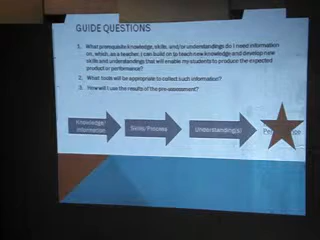 GUIDE QUESTIONS
1. What prerequisite knowledge, skills, and/or understandings do I need information
on, which, as a teacher, I can build on to teach new knowledge and develop new
skills and understandings that will enable my students to produce the expected
product or performance?
2. What tools will be appropriate to collect such information?
3. How will I use the results of the pre-assessment?
Knowledge/
Information
Skills/Process
Understanding(s)